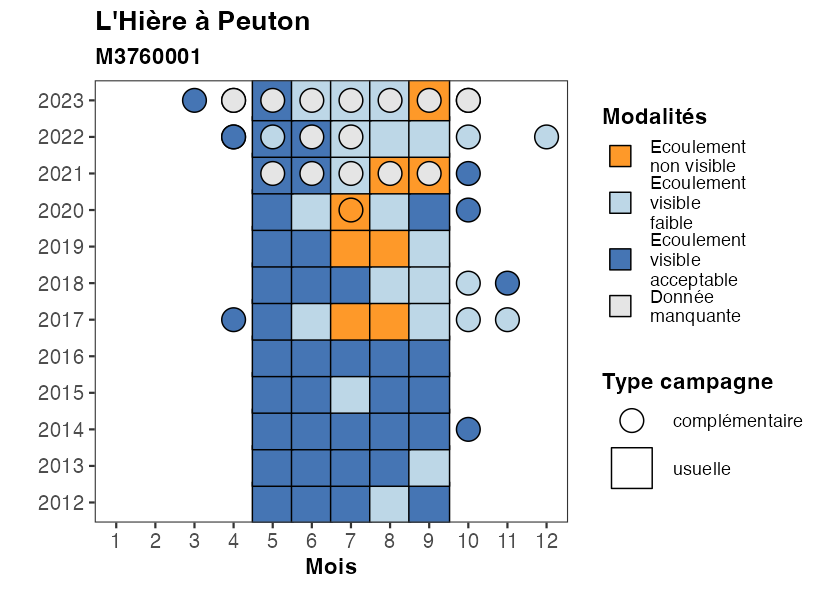 L'Hière à Peuton
M3760001
2023
2022
2021
2020
2019
2018
2017
2016
2015
2014
2013
2012
1 2 3 4 5 6 7 8 9 10 11 12
Mois
Modalités
Ecoulement
non visible
Ecoulement
visible
faible
Ecoulement
visible
acceptable
Donnée
manquante
Type campagne
complémentaire
usuelle